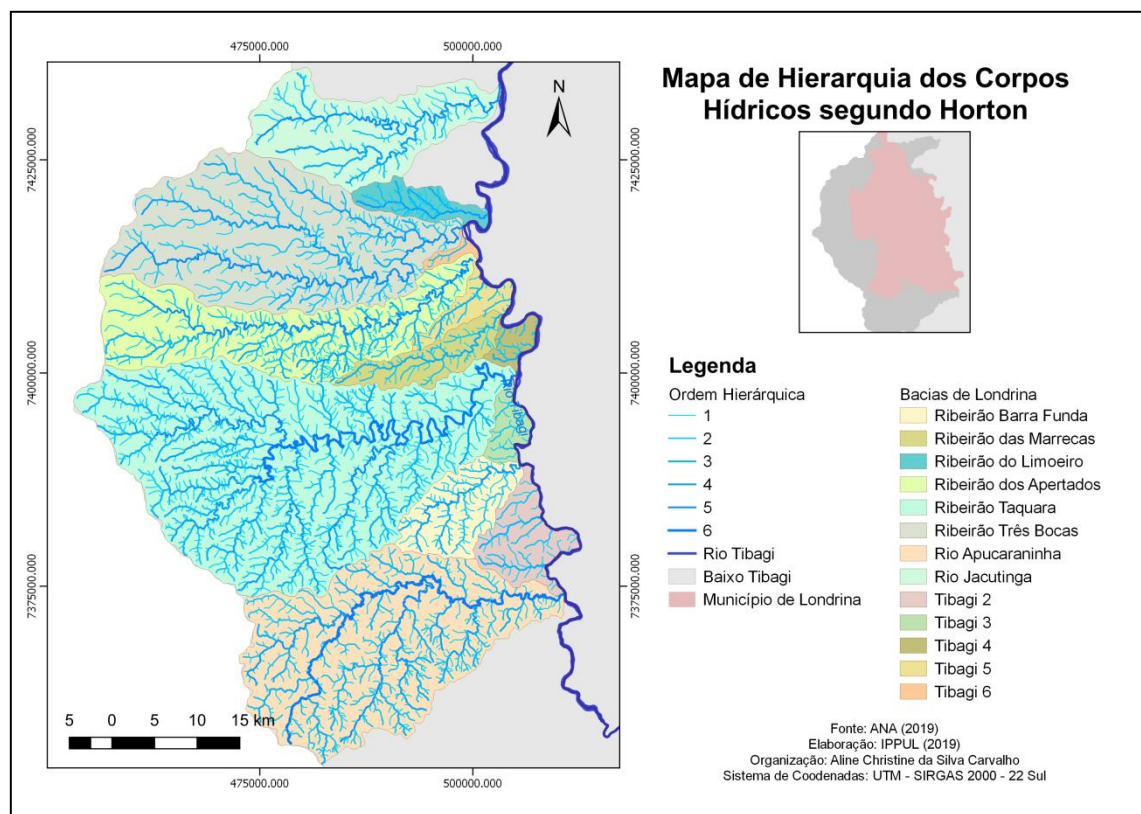 Mapa de Hierarquia dos Corpos
Hídricos segundo Horton
475000.000
500000.000
N
7425000.000
7425000.000
7400000.000
7400000.000
7375000.000
7375000.000
Rio Tibagi
5 0 5 10 15 km
475000.000
500000.000
Legenda
Ordem Hierárquica
1
2
3
4
5
6
Rio Tibagi
Baixo Tibagi
Município de Londrina
Bacias de Londrina
Ribeirão Barra Funda
Ribeirão das Marrecas
Ribeirão do Limoeiro
Ribeirão dos Apertados
Ribeirão Taquara
Ribeirão Três Bocas
Rio Apucaraninha
Rio Jacutinga
Tibagi 2
Tibagi 3
Tibagi 4
Tibagi 5
Tibagi 6
Fonte: ANA (2019)
Elaboração: IPPUL (2019)
Organização: Aline Christine da Silva Carvalho
Sistema de Coodenadas: UTM - SIRGAS 2000 - 22 Sul